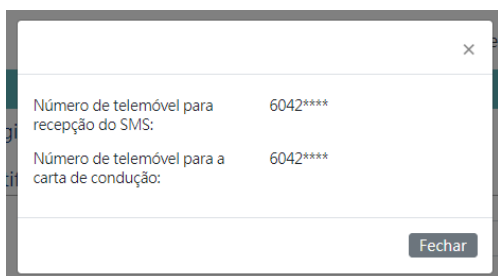 ×
Número de telemóvel para 6042****
recepção do SMS:
Número de telemóvel para a 6042****
carta de condução:
Fechar